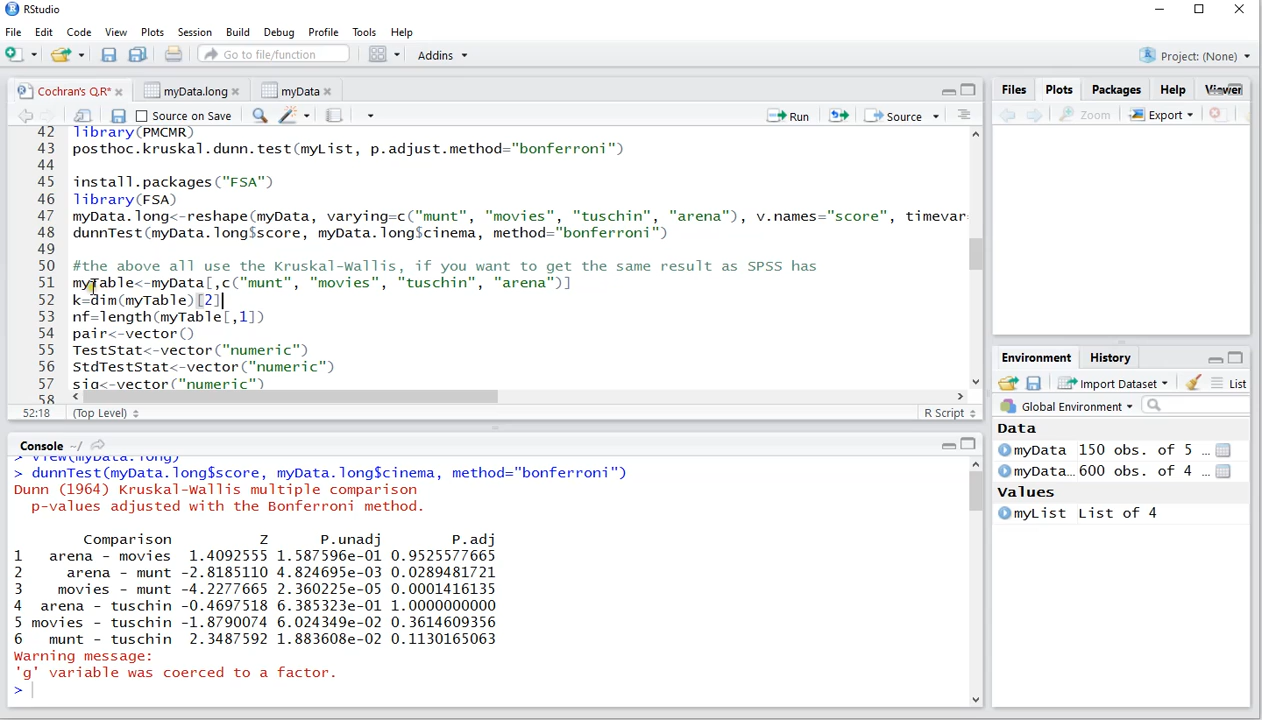 RStudio
File Edit Code View Plots Session Build Debug Profile Tools Help
Go to file/function Addins Project: (None)
Cochran's Q.R* myData.long myData
Source on Save Run Source
42 library(PMCMR)
43 posthoc.kruskal.dunn.test(myList, p.adjust.method="bonferroni")
44
45 install.packages("FSA")
46 library(FSA)
47 myData.long<-reshape(myData, varying=c("munt", "movies", "tuschin", "arena"), v.names="score", timevar=
48 dunnTest(myData.long$score, myData.long$cinema, method="bonferroni")
49
50 #the above all use the Kruskal-Wallis, if you want to get the same result as SPSS has
51 myTable<-myData[,c("munt", "movies", "tuschin", "arena")]
52 k=dim(myTable)[2]
53 nf=length(myTable[,1])
54 pair<-vector()
55 TestStat<-vector("numeric")
56 StdTestStat<-vector("numeric")
57 sig<-vector("numeric")
58
52:18 (Top Level) R Script
Console ~/
> View(myData.long)
> dunnTest(myData.long$score, myData.long$cinema, method="bonferroni")
Dunn (1964) Kruskal-Wallis multiple comparison
p-values adjusted with the Bonferroni method.
Comparison Z P.unadj P.adj
1 arena - movies 1.4092555 1.587596e-01 0.9525577665
2 arena - munt -2.8185110 4.824695e-03 0.0289481721
3 movies - munt -4.2277665 2.360225e-05 0.0001416135
4 arena - tuschin -0.4697518 6.385323e-01 1.0000000000
5 movies - tuschin -1.8790074 6.024349e-02 0.3614609356
6 munt - tuschin 2.3487592 1.883608e-02 0.1130165063
Warning message:
'g' variable was coerced to a factor.
>
Files Plots Packages Help Viewer
Zoom Export
Environment History
Import Dataset List
Global Environment
Data
myData 150 obs. of 5 ...
myData... 600 obs. of 4 ...
Values
myList List of 4